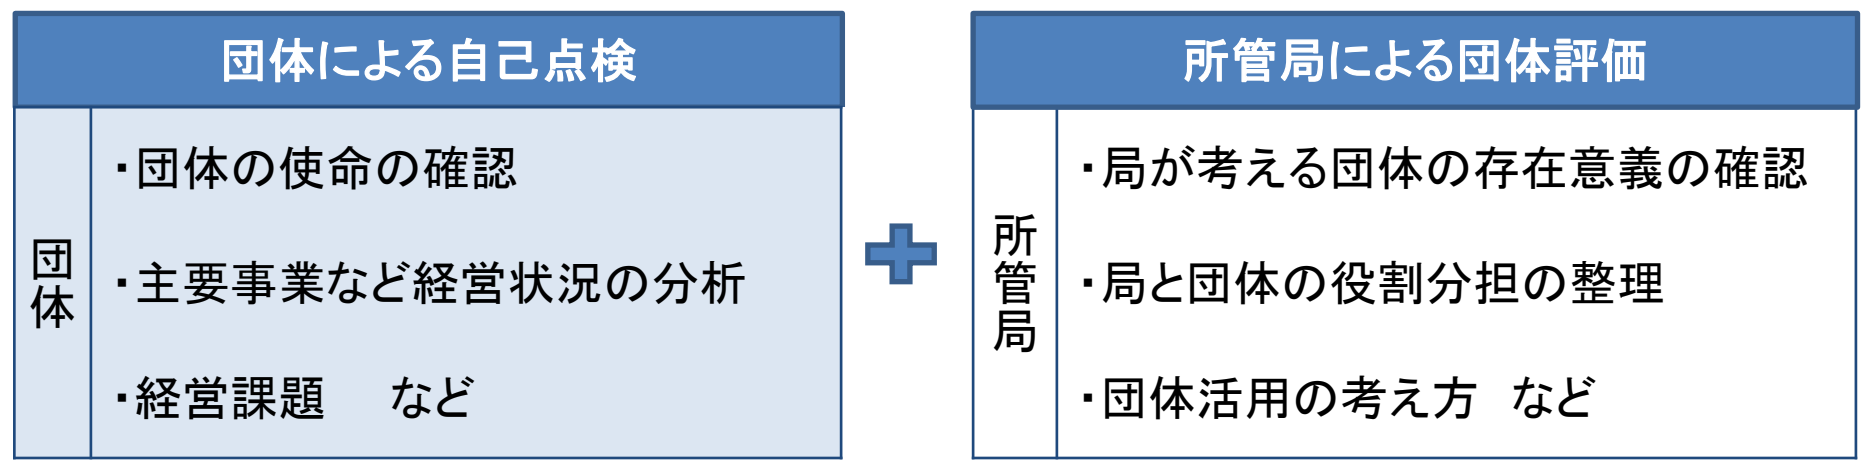 団体による自己点検
団体
・団体の使命の確認
・主要事業など経営状況の分析
・経営課題　など
所管局による団体評価
所管局
・局が考える団体の存在意義の確認
・局と団体の役割分担の整理
・団体活用の考え方　など